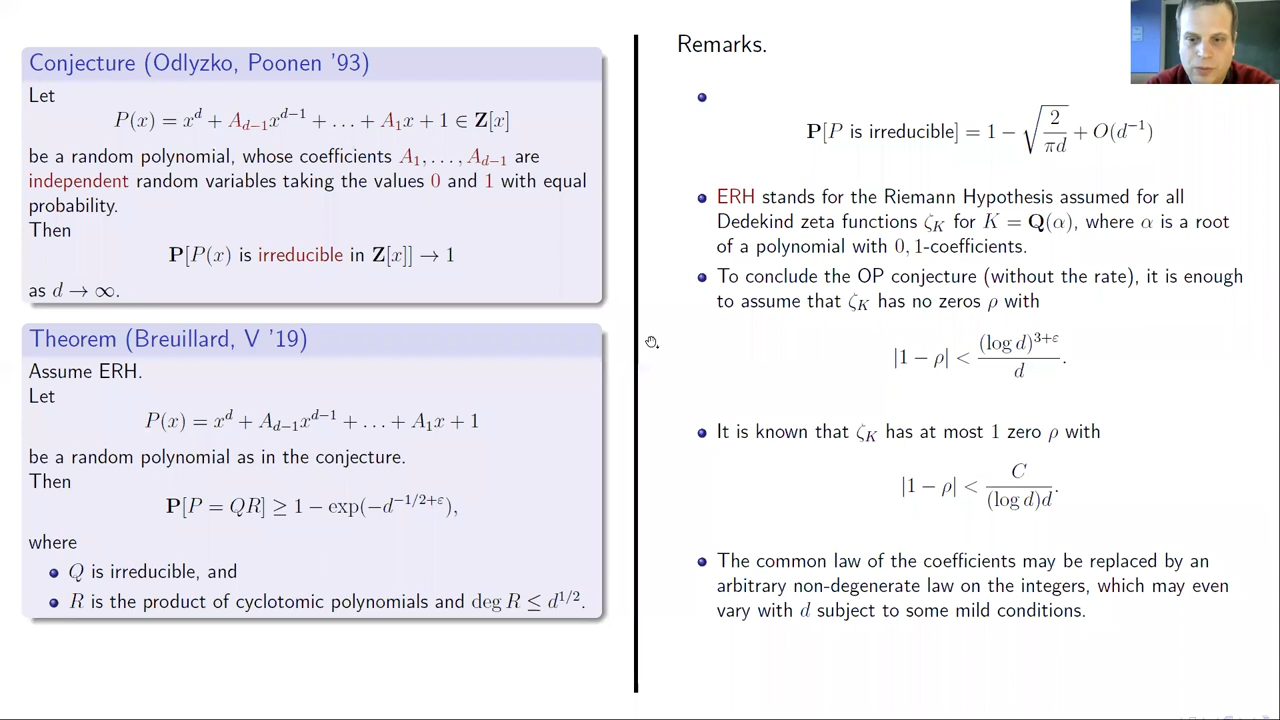 Conjecture (Odlyzko, Poonen '93)
Let
P(x) = x^d + A_{d−1}x^{d−1} + . . . + A_1x + 1 ∈ Z[x]
be a random polynomial, whose coefficients A_1, . . . , A_{d−1} are
independent random variables taking the values 0 and 1 with equal
probability.
Then
P[P(x) is irreducible in Z[x]] → 1
as d → ∞.
Theorem (Breuillard, V '19)
Assume ERH.
Let
P(x) = x^d + A_{d−1}x^{d−1} + . . . + A_1x + 1
be a random polynomial as in the conjecture.
Then
P[P = QR] ≥ 1 − exp(−d^{−1/2+ε}),
where
• Q is irreducible, and
• R is the product of cyclotomic polynomials and deg R ≤ d^{1/2}.
Remarks.
• P[P is irreducible] = 1 − √(2/πd) + O(d^{−1})
• ERH stands for the Riemann Hypothesis assumed for all
Dedekind zeta functions ζ_K for K = Q(α), where α is a root
of a polynomial with 0, 1-coefficients.
• To conclude the OP conjecture (without the rate), it is enough
to assume that ζ_K has no zeros ρ with
|1 − ρ| < (log d)^{3+ε}/d.
• It is known that ζ_K has at most 1 zero ρ with
|1 − ρ| < C/(log d)d.
• The common law of the coefficients may be replaced by an
arbitrary non-degenerate law on the integers, which may even
vary with d subject to some mild conditions.